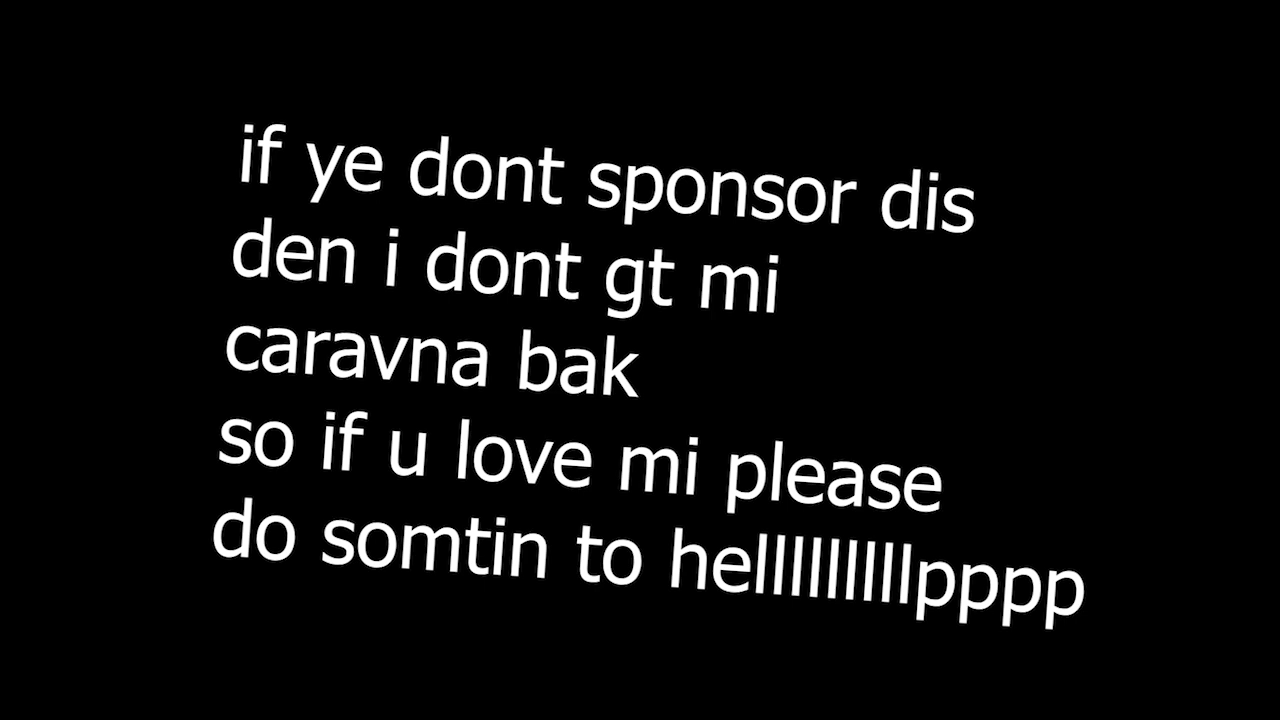 if ye dont sponsor dis
den i dont gt mi
caravna bak
so if u love mi please
do somtin to helllllllllpppp